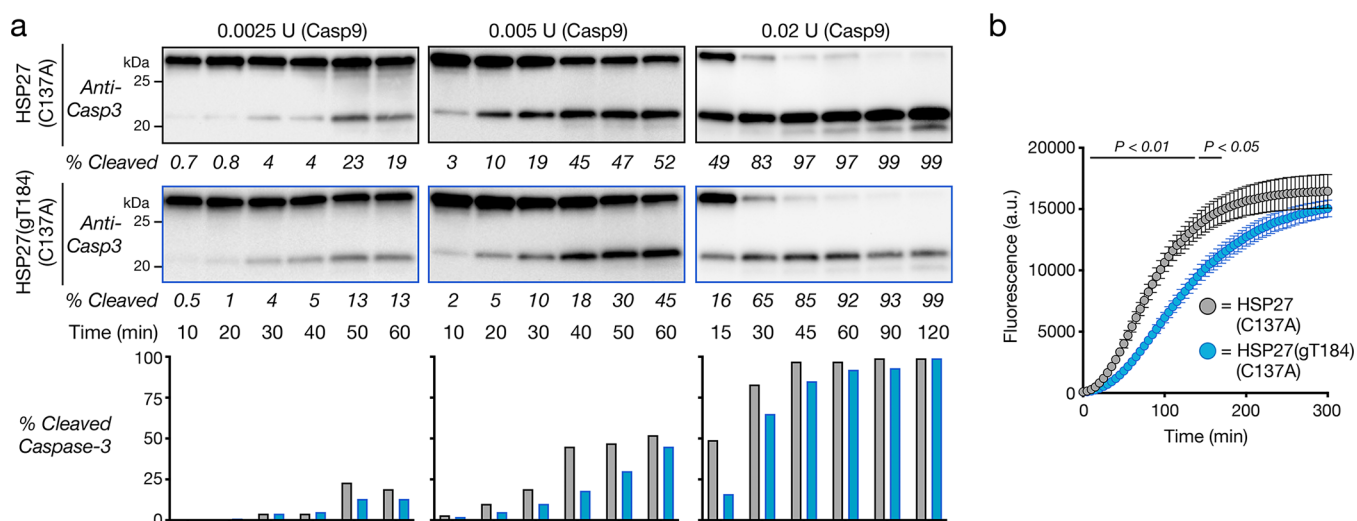 a
0.0025 U (Casp9)
0.005 U (Casp9)
0.02 U (Casp9)
HSP27
(C137A)
Anti-
Casp3
kDa
25
20
% Cleaved 0.7 0.8 4 4 23 19 3 10 19 45 47 52 49 83 97 97 99 99
HSP27(gT184)
(C137A)
Anti-
Casp3
kDa
25
20
% Cleaved 0.5 1 4 5 13 13 2 5 10 18 30 45 16 65 85 92 93 99
Time (min) 10 20 30 40 50 60 10 20 30 40 50 60 15 30 45 60 90 120
% Cleaved
Caspase-3
100
75
50
25
0
b
P < 0.01 P < 0.05
Fluorescence (a.u.)
20000
15000
10000
5000
0
= HSP27
(C137A)
= HSP27(gT184)
(C137A)
0 100 200 300
Time (min)